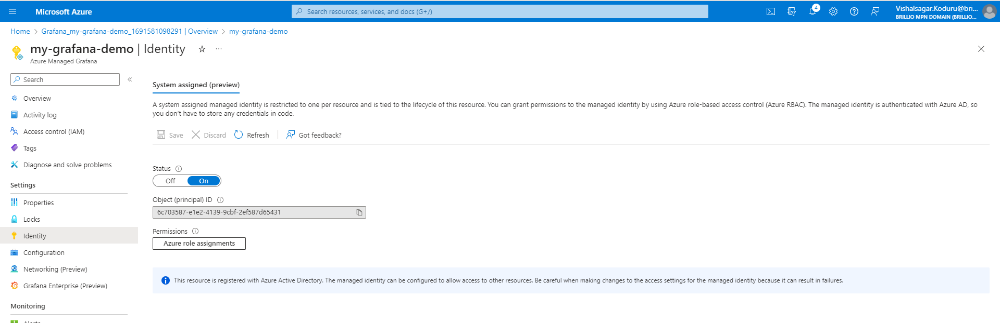 Microsoft Azure
Search resources, services, and docs (G+/)
4
Vishalsagar.Koduru@bri...
BRILLIO MPN DOMAIN (BRILLIO...
Home > Grafana_my-grafana-demo_1691581098291 | Overview > my-grafana-demo
my-grafana-demo | Identity
Azure Managed Grafana
Search
Overview
Activity log
Access control (IAM)
Tags
Diagnose and solve problems
Settings
Properties
Locks
Identity
Configuration
Networking (Preview)
Grafana Enterprise (Preview)
Monitoring
Alerts
System assigned (preview)
A system assigned managed identity is restricted to one per resource and is tied to the lifecycle of this resource. You can grant permissions to the managed identity by using Azure role-based access control (Azure RBAC). The managed identity is authenticated with Azure AD, so
you don't have to store any credentials in code.
Save Discard Refresh Got feedback?
Status
Off On
Object (principal) ID
6c703587-e1e2-4139-9cbf-2ef587d65431
Permissions
Azure role assignments
This resource is registered with Azure Active Directory. The managed identity can be configured to allow access to other resources. Be careful when making changes to the access settings for the managed identity because it can result in failures.